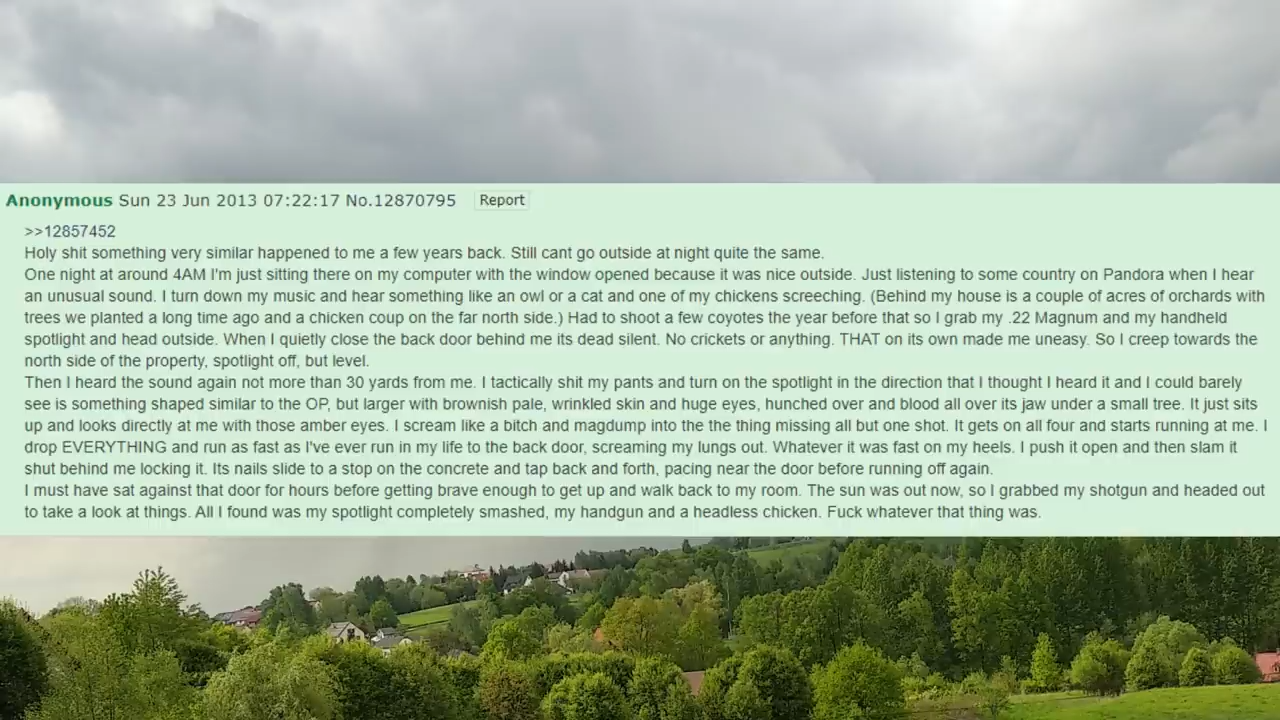 Anonymous Sun 23 Jun 2013 07:22:17 No.12870795 Report
>>12857452
Holy shit something very similar happened to me a few years back. Still cant go outside at night quite the same.
One night at around 4AM I'm just sitting there on my computer with the window opened because it was nice outside. Just listening to some country on Pandora when I hear
an unusual sound. I turn down my music and hear something like an owl or a cat and one of my chickens screeching. (Behind my house is a couple of acres of orchards with
trees we planted a long time ago and a chicken coup on the far north side.) Had to shoot a few coyotes the year before that so I grab my .22 Magnum and my handheld
spotlight and head outside. When I quietly close the back door behind me its dead silent. No crickets or anything. THAT on its own made me uneasy. So I creep towards the
north side of the property, spotlight off, but level.
Then I heard the sound again not more than 30 yards from me. I tactically shit my pants and turn on the spotlight in the direction that I thought I heard it and I could barely
see is something shaped similar to the OP, but larger with brownish pale, wrinkled skin and huge eyes, hunched over and blood all over its jaw under a small tree. It just sits
up and looks directly at me with those amber eyes. I scream like a bitch and magdump into the the thing missing all but one shot. It gets on all four and starts running at me. I
drop EVERYTHING and run as fast as I've ever run in my life to the back door, screaming my lungs out. Whatever it was fast on my heels. I push it open and then slam it
shut behind me locking it. Its nails slide to a stop on the concrete and tap back and forth, pacing near the door before running off again.
I must have sat against that door for hours before getting brave enough to get up and walk back to my room. The sun was out now, so I grabbed my shotgun and headed out
to take a look at things. All I found was my spotlight completely smashed, my handgun and a headless chicken. Fuck whatever that thing was.